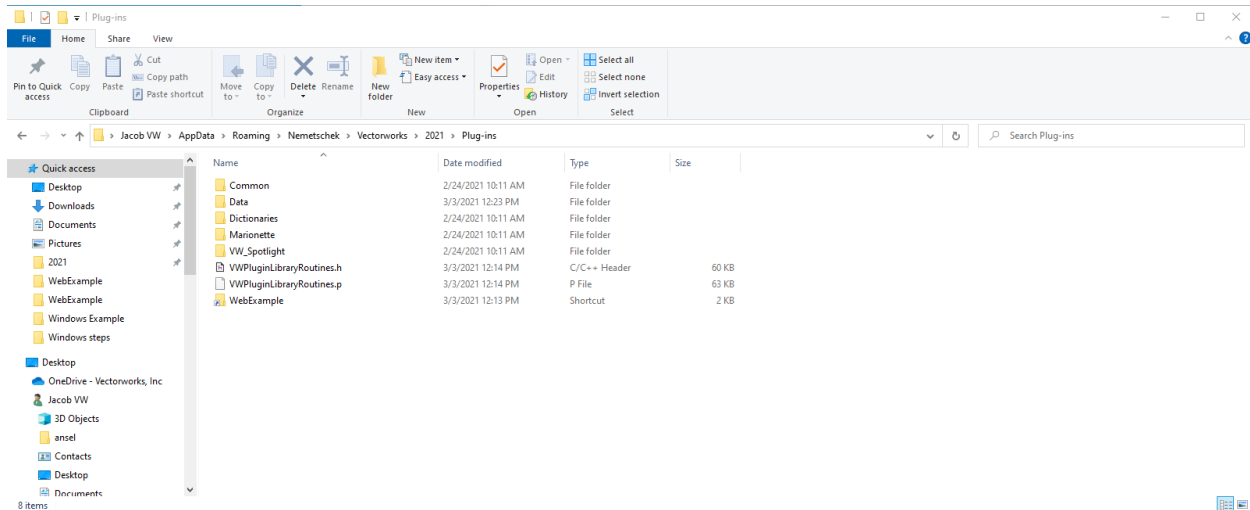 Plug-ins
File Home Share View
Pin to Quick access
Copy
Paste
Cut
Copy path
Paste shortcut
Clipboard
Move to
Copy to
Delete
Rename
Organize
New folder
New item
Easy access
New
Properties
Open
Edit
History
Open
Select all
Select none
Invert selection
Select
Jacob VW > AppData > Roaming > Nemetschek > Vectorworks > 2021 > Plug-ins
Search Plug-ins
Quick access
Desktop
Downloads
Documents
Pictures
2021
WebExample
WebExample
Windows Example
Windows steps
Desktop
OneDrive - Vectorworks, Inc
Jacob VW
3D Objects
ansel
Contacts
Desktop
Documents
Name Date modified Type Size
Common 2/24/2021 10:11 AM File folder
Data 3/3/2021 12:23 PM File folder
Dictionaries 2/24/2021 10:11 AM File folder
Marionette 2/24/2021 10:11 AM File folder
VW_Spotlight 2/24/2021 10:11 AM File folder
VWPluginLibraryRoutines.h 3/3/2021 12:14 PM C/C++ Header 60 KB
VWPluginLibraryRoutines.p 3/3/2021 12:14 PM P File 63 KB
WebExample 3/3/2021 12:13 PM Shortcut 2 KB
8 items